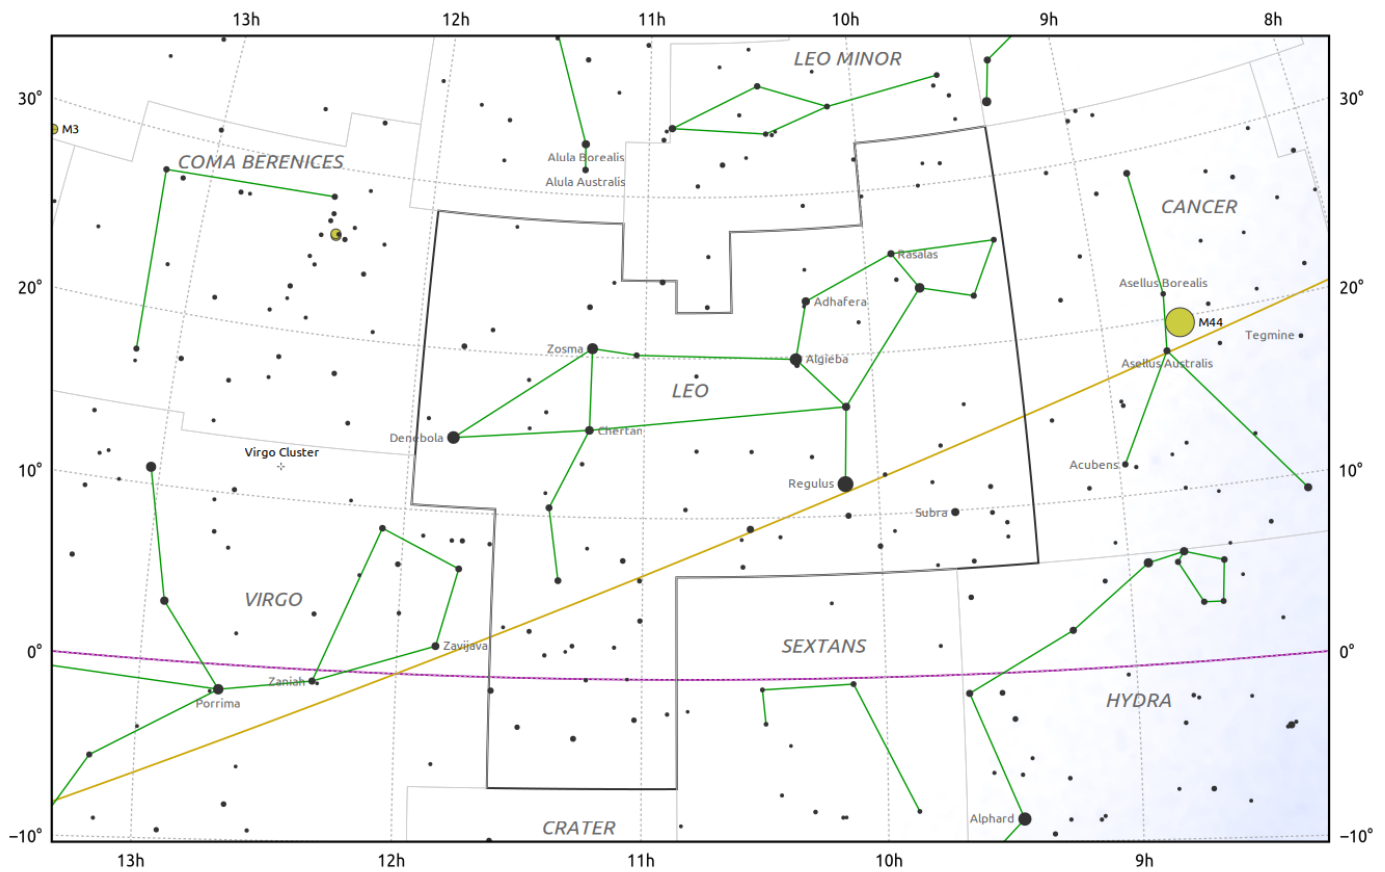 13h 12h 11h 10h 9h 8h
LEO MINOR
30° 30°
M3
Alula Borealis
COMA BERENICES
Alula Australis
CANCER
Rasalas
Asellus Borealis
20° 20°
Adhafera
M44
Tegmine
Zosma
Algieba
Asellus Australis
LEO
Chertan
Denebola
Virgo Cluster
Acubens
10° 10°
Regulus
Subra
VIRGO
Zavijava
SEXTANS
0° 0°
Zaniah
Porrima
HYDRA
Alphard
CRATER
−10° −10°
13h 12h 11h 10h 9h